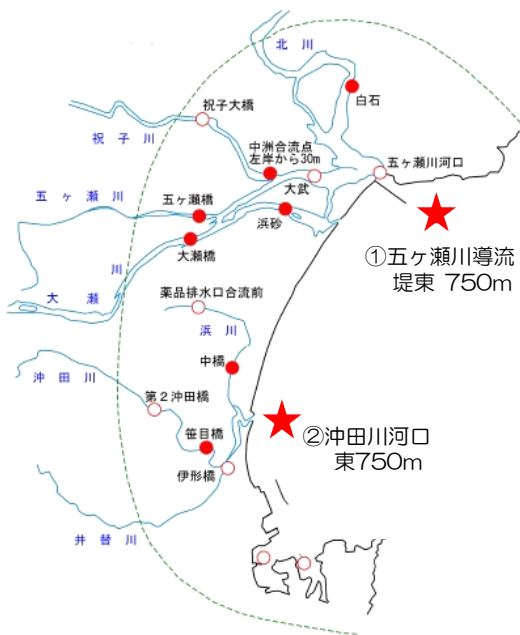 北川
白石
祝子大橋
祝子川
中洲合流点
左岸から30m
五ヶ瀬川河口
大武
五ヶ瀬川
五ヶ瀬橋
浜砂
①五ヶ瀬川導流
堤東 750m
大瀬橋
大瀬川
薬品排水口合流前
浜川
中橋
沖田川
第2沖田橋
②沖田川河口
東750m
笹目橋
伊形橋
井替川